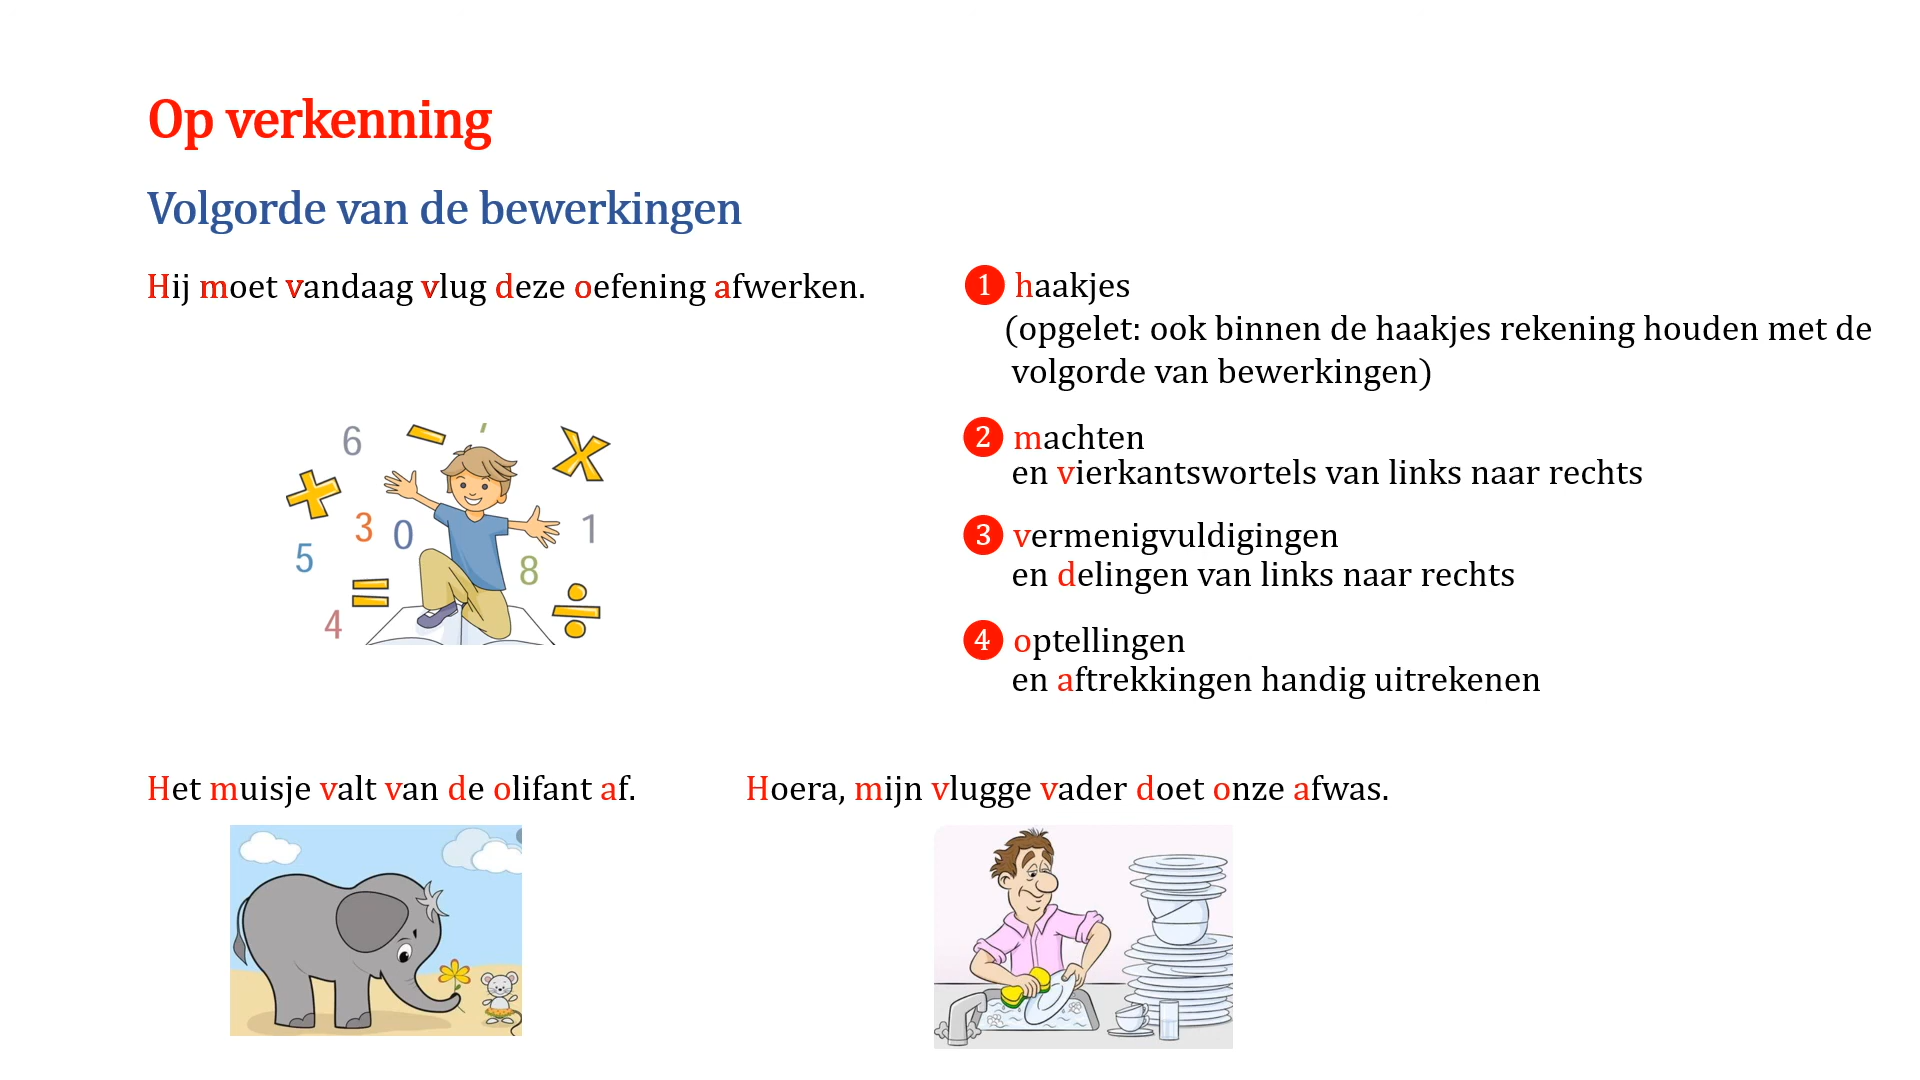 Op verkenning
Volgorde van de bewerkingen
Hij moet vandaag vlug deze oefening afwerken.
1 haakjes
(opgelet: ook binnen de haakjes rekening houden met de
volgorde van bewerkingen)
2 machten
en vierkantswortels van links naar rechts
3 vermenigvuldigingen
en delingen van links naar rechts
4 optellingen
en aftrekkingen handig uitrekenen
6 − x
+ 3 0 1
5 8
= ÷
4
Het muisje valt van de olifant af.
Hoera, mijn vlugge vader doet onze afwas.